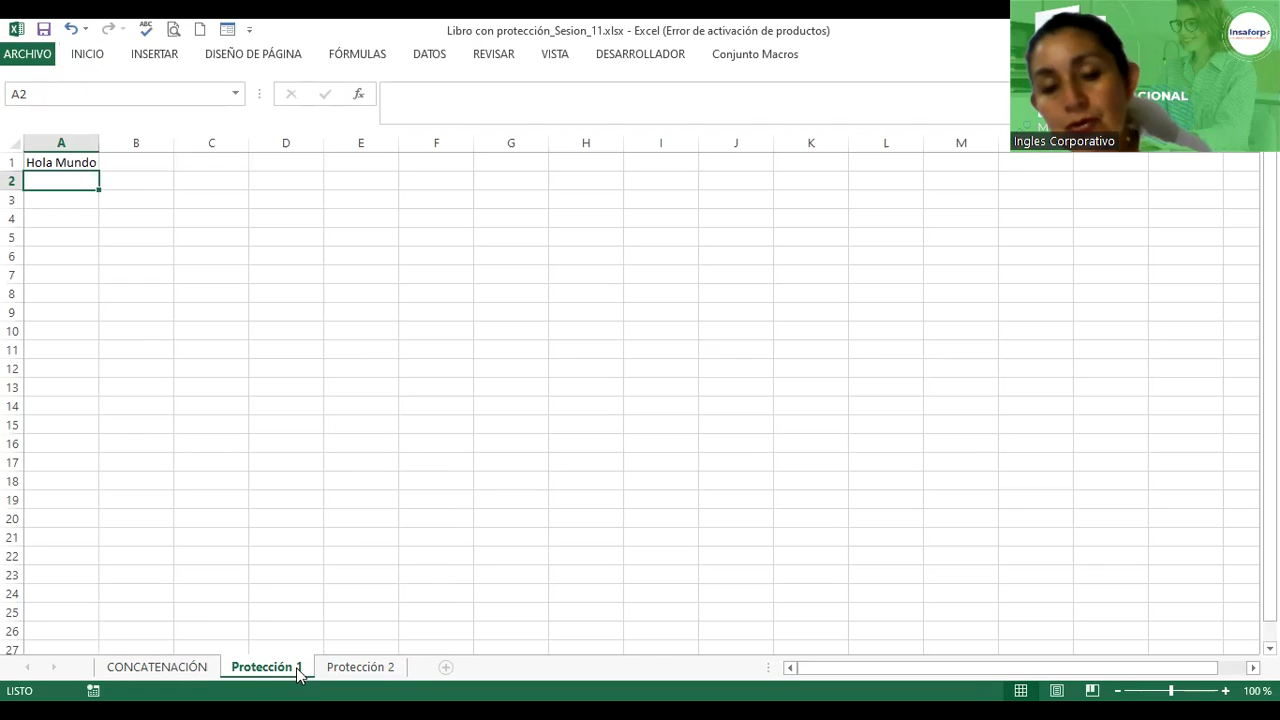 Libro con protección_Sesion_11.xlsx - Excel (Error de activación de productos)
ARCHIVO INICIO INSERTAR DISEÑO DE PÁGINA FÓRMULAS DATOS REVISAR VISTA DESARROLLADOR Conjunto Macros
ABC
Insaforp
CIONAL
M
Ingles Corporativo
A2
fx
A B C D E F G H I J K L M
1 Hola Mundo
2
3
4
5
6
7
8
9
10
11
12
13
14
15
16
17
18
19
20
21
22
23
24
25
26
27
CONCATENACIÓN Protección 1 Protección 2
LISTO 100 %